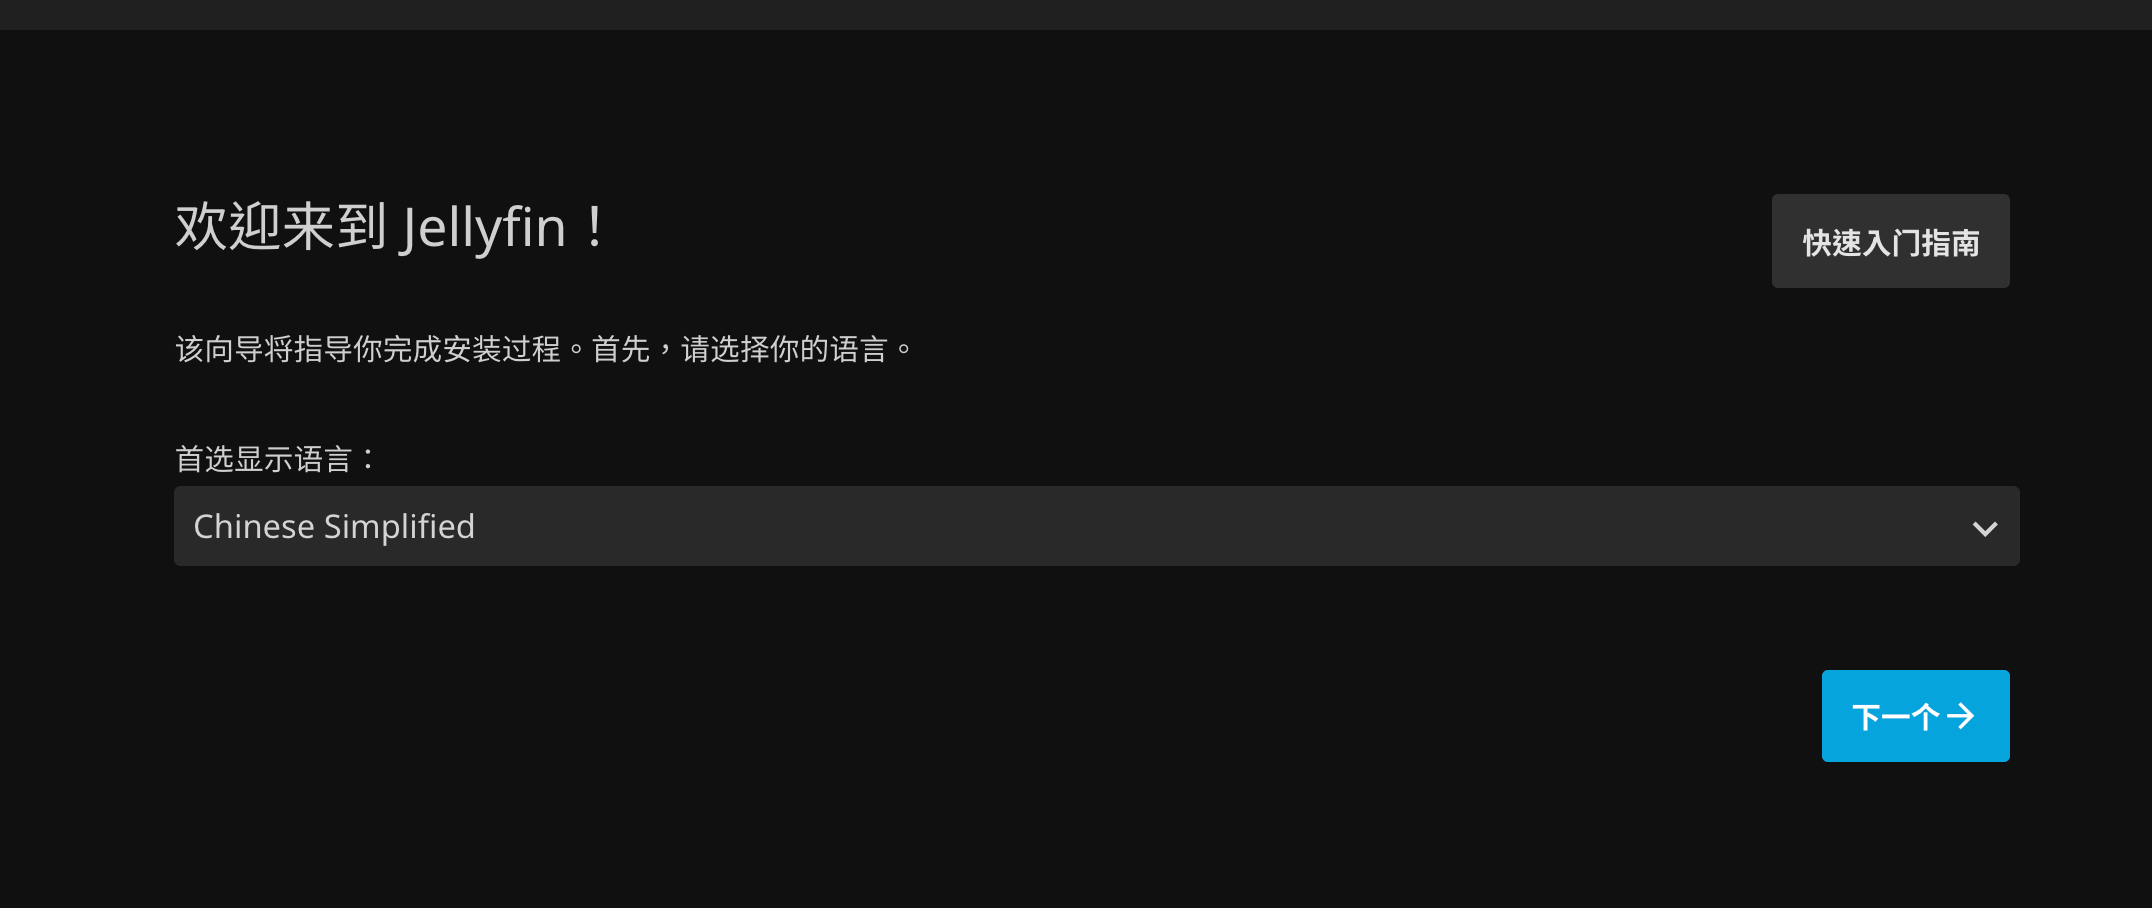 欢迎来到 Jellyfin！
快速入门指南
该向导将指导你完成安装过程。首先，请选择你的语言。
首选显示语言：
Chinese Simplified
下一个→